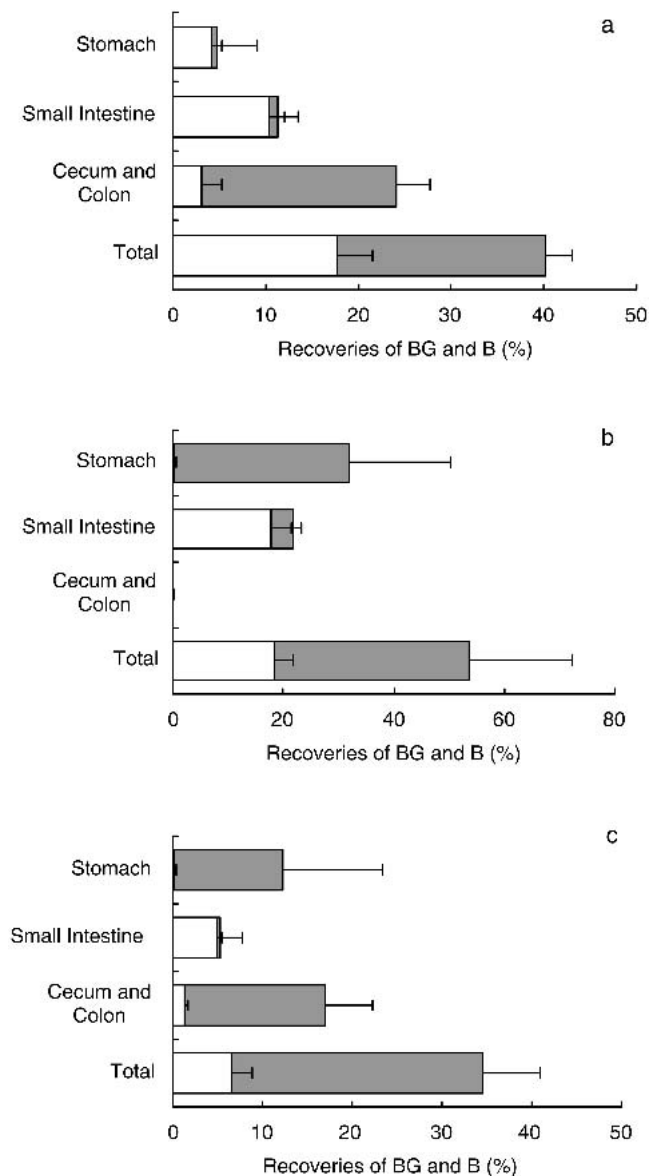 a
Stomach
Small Intestine
Cecum and
Colon
Total
0 10 20 30 40 50
Recoveries of BG and B (%)
b
Stomach
Small Intestine
Cecum and
Colon
Total
0 20 40 60 80
Recoveries of BG and B (%)
c
Stomach
Small Intestine
Cecum and
Colon
Total
0 10 20 30 40 50
Recoveries of BG and B (%)